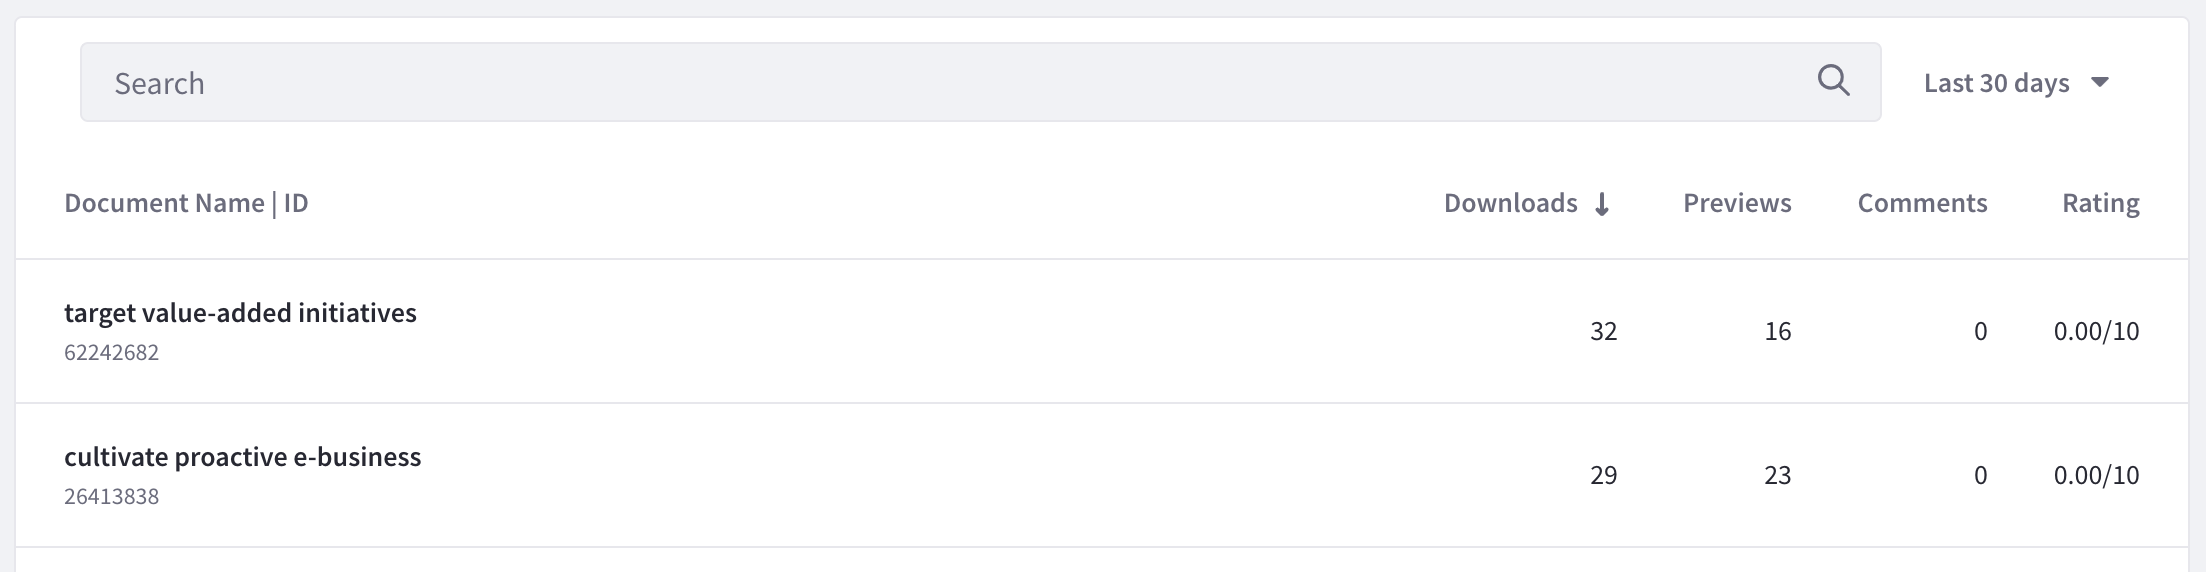 Search
Last 30 days
Document Name | ID Downloads Previews Comments Rating
target value-added initiatives
62242682
32 16 0 0.00/10
cultivate proactive e-business
26413838
29 23 0 0.00/10